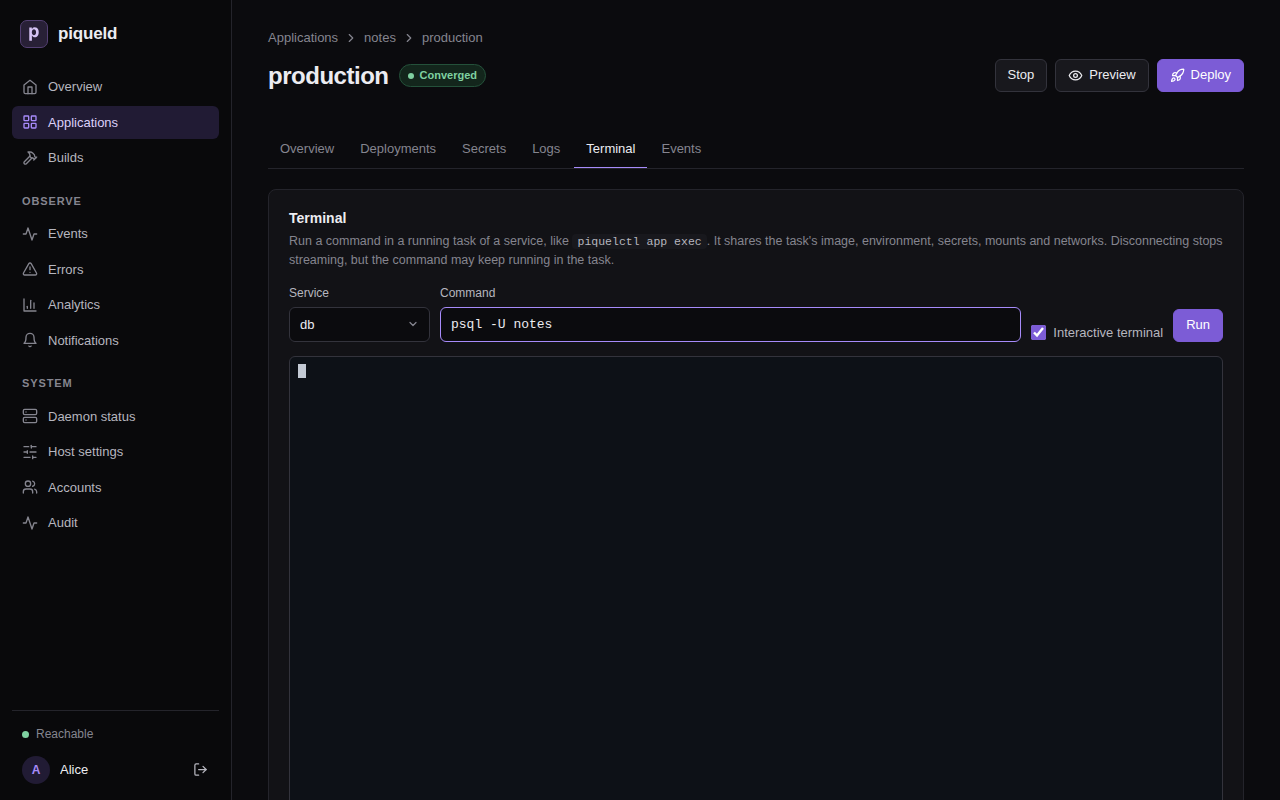 p piqueld
Overview
Applications
Builds
OBSERVE
Events
Errors
Analytics
Notifications
SYSTEM
Daemon status
Host settings
Accounts
Audit
Reachable
A Alice
Applications notes production
production Converged
Stop Preview Deploy
Overview Deployments Secrets Logs Terminal Events
Terminal
Run a command in a running task of a service, like piquelctl app exec. It shares the task's image, environment, secrets, mounts and networks. Disconnecting stops
streaming, but the command may keep running in the task.
Service Command
db psql -U notes Interactive terminal Run